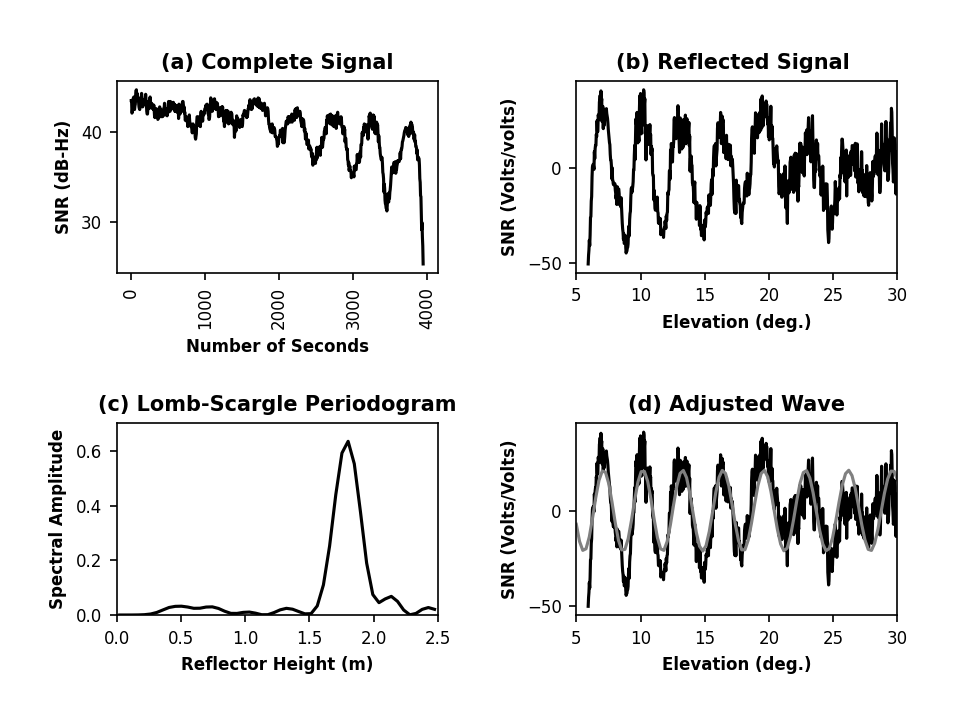 (a) Complete Signal
SNR (dB-Hz)
40
30
0
1000
2000
3000
4000
Number of Seconds
(b) Reflected Signal
SNR (Volts/volts)
0
−50
5 10 15 20 25 30
Elevation (deg.)
(c) Lomb-Scargle Periodogram
Spectral Amplitude
0.6
0.4
0.2
0.0
0.0 0.5 1.0 1.5 2.0 2.5
Reflector Height (m)
(d) Adjusted Wave
SNR (Volts/Volts)
0
−50
5 10 15 20 25 30
Elevation (deg.)